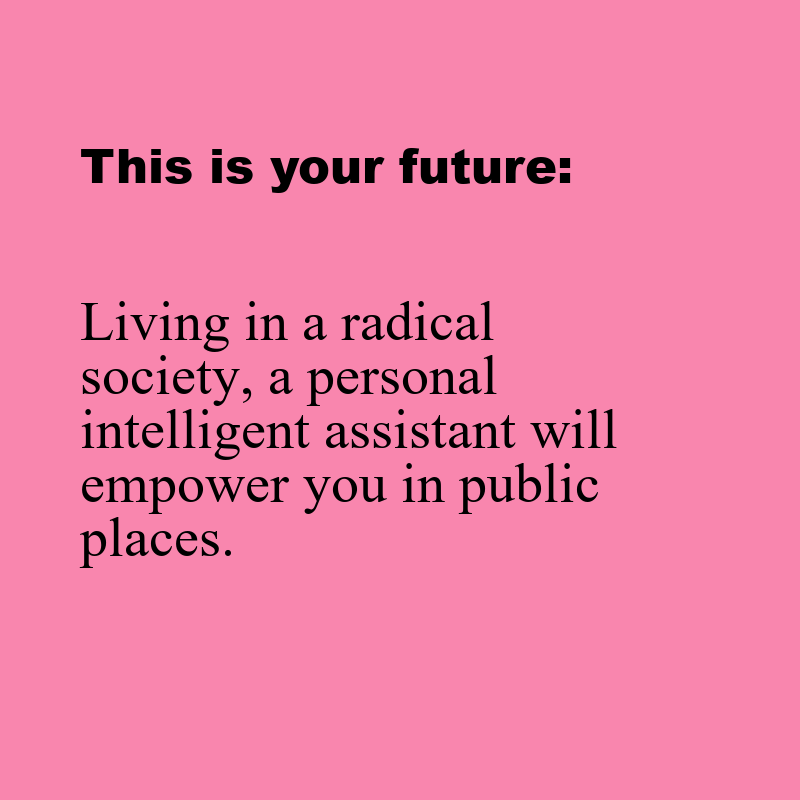 This is your future:
Living in a radical
society, a personal
intelligent assistant will
empower you in public
places.